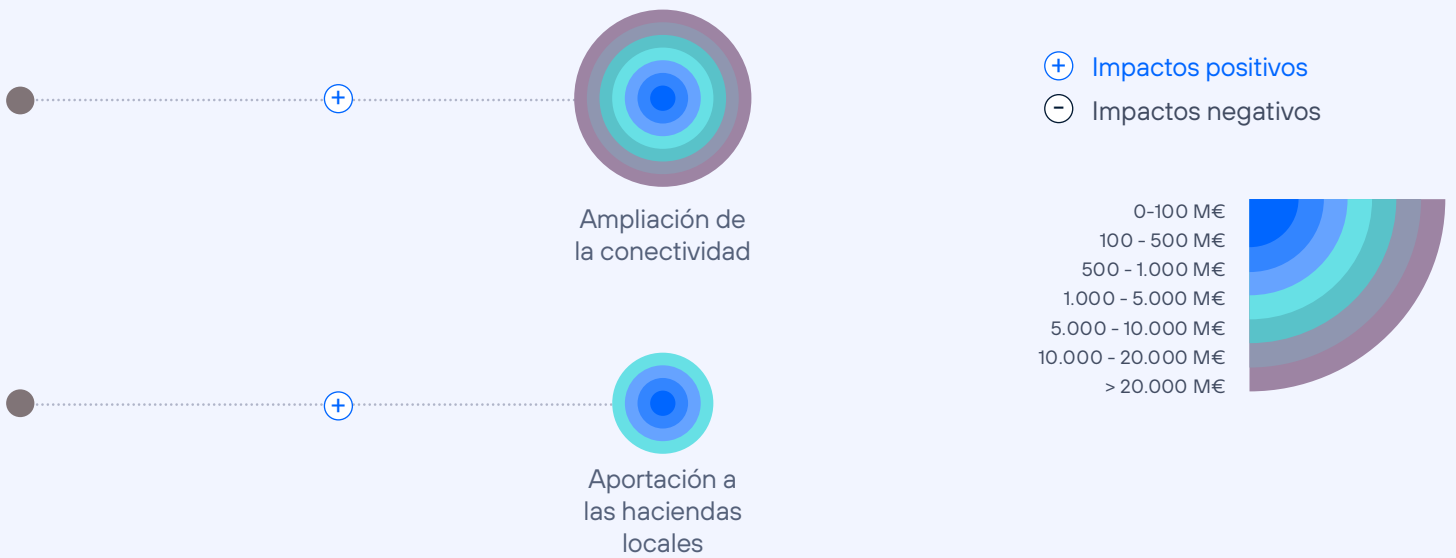 Ampliación de
la conectividad
Aportación a
las haciendas
locales
+ Impactos positivos
- Impactos negativos
0-100 M€
100 - 500 M€
500 - 1.000 M€
1.000 - 5.000 M€
5.000 - 10.000 M€
10.000 - 20.000 M€
> 20.000 M€